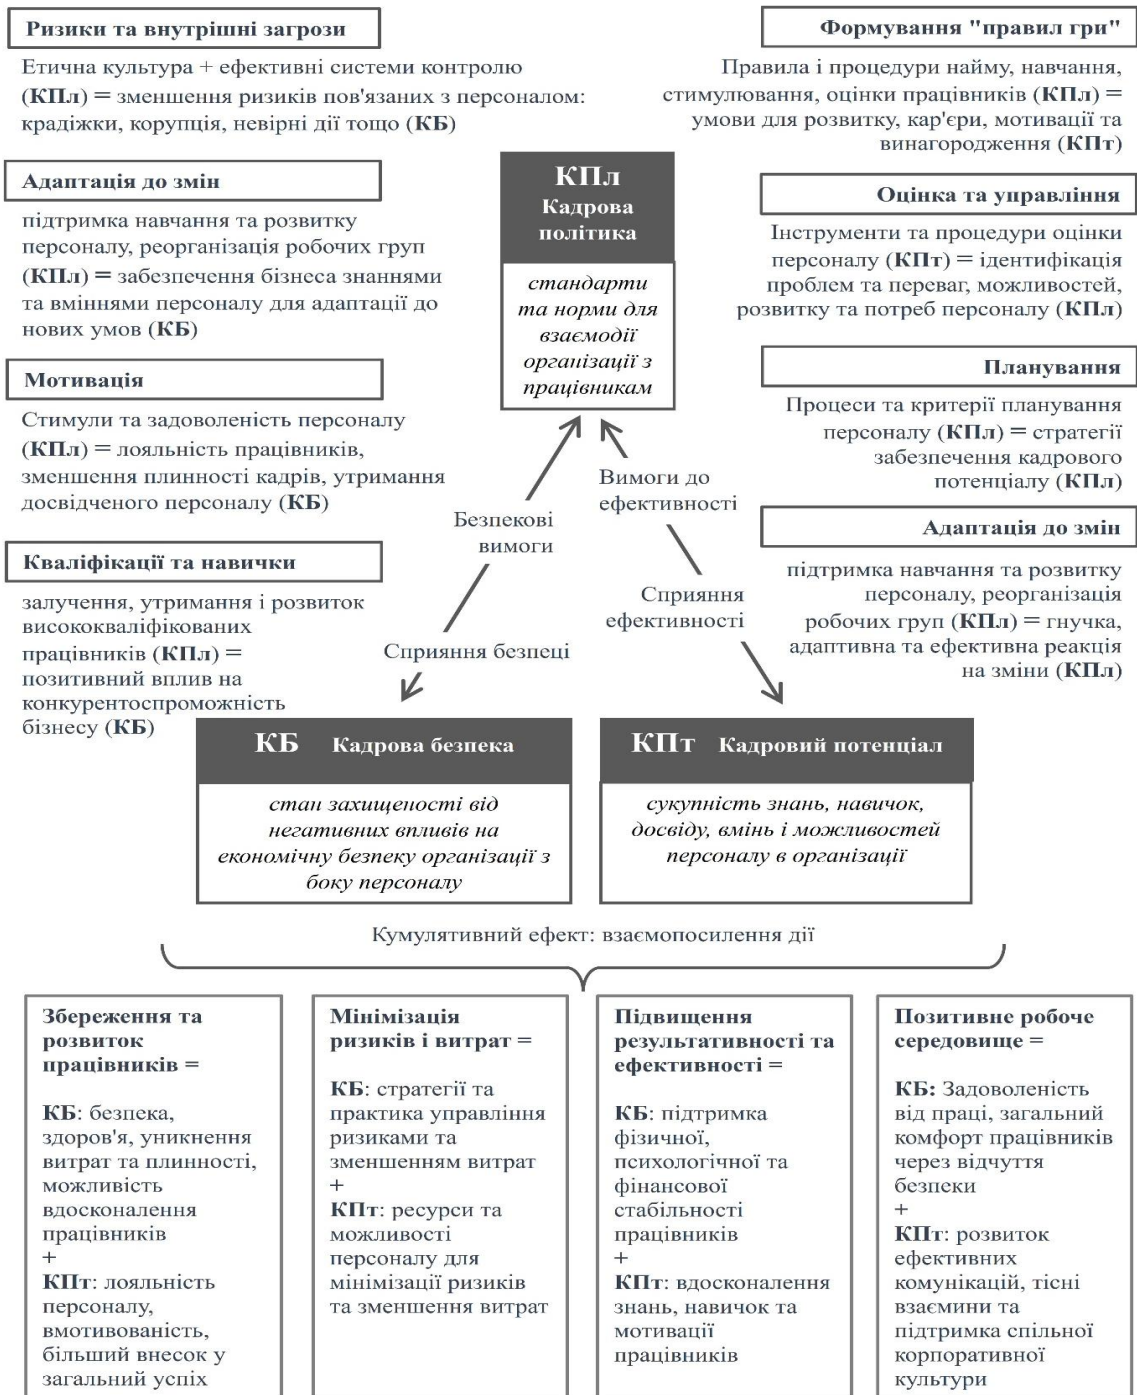 Ризики та внутрішні загрози
Етична культура + ефективні системи контролю
(КПл) = зменшення ризиків пов'язаних з персоналом:
крадіжки, корупція, невірні дії тощо (КБ)
Адаптація до змін
підтримка навчання та розвитку
персоналу, реорганізація робочих груп
(КПл) = забезпечення бізнеса знаннями
та вміннями персоналу для адаптації до
нових умов (КБ)
Мотивація
Стимули та задоволеність персоналу
(КПл) = лояльність працівників,
зменшення плинності кадрів, утримання
досвідченого персоналу (КБ)
Кваліфікації та навички
залучення, утримання і розвиток
висококваліфікованих
працівників (КПл) =
позитивний вплив на
конкурентоспроможність
бізнесу (КБ)
КПл
Кадрова
політика
стандарти
та норми для
взаємодії
організації з
працівникам
Формування "правил гри"
Правила і процедури найму, навчання,
стимулювання, оцінки працівників (КПл) =
умови для розвитку, кар'єри, мотивації та
винагородження (КПт)
Оцінка та управління
Інструменти та процедури оцінки
персоналу (КПт) = ідентифікація
проблем та переваг, можливостей,
розвитку та потреб персоналу (КПл)
Планування
Процеси та критерії планування
персоналу (КПл) = стратегії
забезпечення кадрового
потенціалу (КПл)
Адаптація до змін
підтримка навчання та розвитку
персоналу, реорганізація
робочих груп (КПл) = гнучка,
адаптивна та ефективна реакція
на зміни (КПл)
Безпекові
вимоги
Вимоги до
ефективності
Сприяння безпеці
Сприяння
ефективності
КБ Кадрова безпека
стан захищеності від
негативних впливів на
економічну безпеку організації з
боку персоналу
КПт Кадровий потенціал
сукупність знань, навичок,
досвіду, вмінь і можливостей
персоналу в організації
Кумулятивний ефект: взаємопосилення дії
Збереження та
розвиток
працівників =
КБ: безпека,
здоров'я, уникнення
витрат та плинності,
можливість
вдосконалення
працівників
+
КПт: лояльність
персоналу,
вмотивованість,
більший внесок у
загальний успіх
Мінімізація
ризиків і витрат =
КБ: стратегії та
практика управління
ризиками та
зменшенням витрат
+
КПт: ресурси та
можливості
персоналу для
мінімізації ризиків
та зменшення витрат
Підвищення
результативності та
ефективності =
КБ: підтримка
фізичної,
психологічної та
фінансової
стабільності
працівників
+
КПт: вдосконалення
знань, навичок та
мотивації
працівників
Позитивне робоче
середовище =
КБ: Задоволеність
від праці, загальний
комфорт працівників
через відчуття
безпеки
+
КПт: розвиток
ефективних
комунікацій, тісні
взаємини та
підтримка спільної
корпоративної
культури